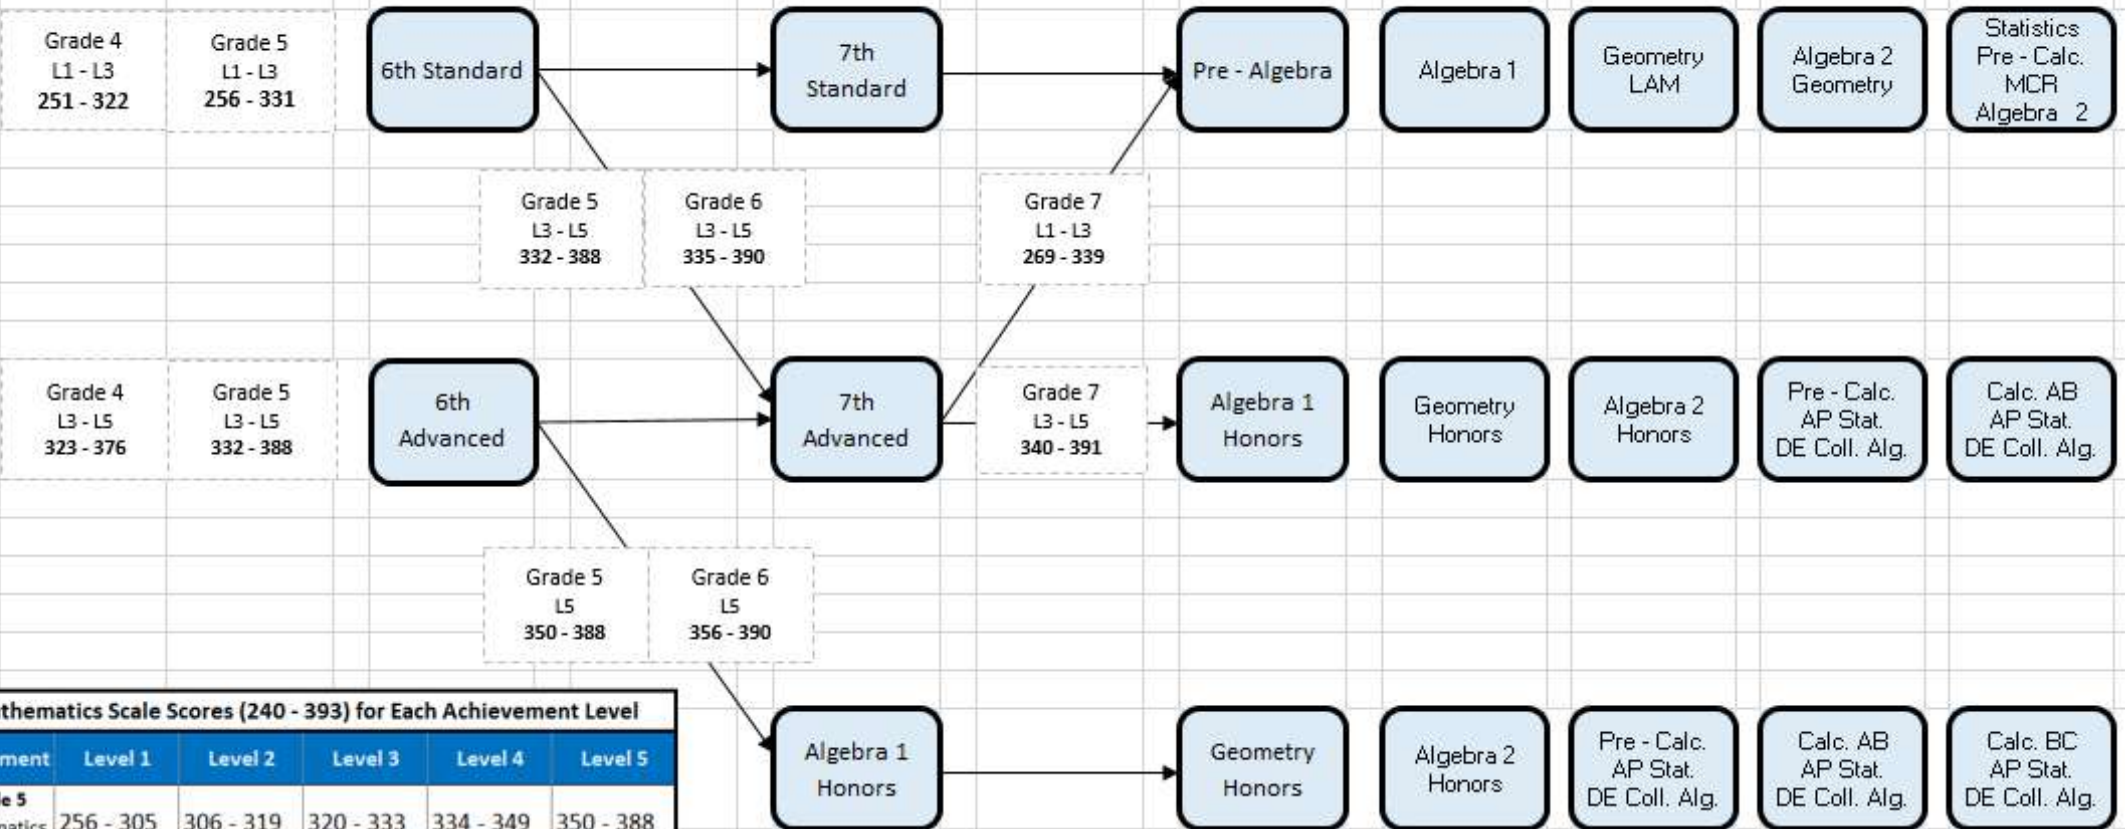 Grade 4
L1 - L3
251 - 322
Grade 5
L1 - L3
256 - 331
6th Standard
7th
Standard
Pre - Algebra
Algebra 1
Geometry
LAM
Algebra 2
Geometry
Statistics
Pre - Calc.
MCR
Algebra 2
Grade 5
L3 - L5
332 - 388
Grade 6
L3 - L5
335 - 390
Grade 7
L1 - L3
269 - 339
Grade 4
L3 - L5
323 - 376
Grade 5
L3 - L5
332 - 388
6th
Advanced
7th
Advanced
Grade 7
L3 - L5
340 - 391
Algebra 1
Honors
Geometry
Honors
Algebra 2
Honors
Pre - Calc.
AP Stat.
DE Coll. Alg.
Calc. AB
AP Stat.
DE Coll. Alg.
Grade 5
L5
350 - 388
Grade 6
L5
356 - 390
Algebra 1
Honors
Geometry
Honors
Algebra 2
Honors
Pre - Calc.
AP Stat.
DE Coll. Alg.
Calc. AB
AP Stat.
DE Coll. Alg.
Calc. BC
AP Stat.
DE Coll. Alg.
thematics Scale Scores (240 - 393) for Each Achievement Level
ment Level 1 Level 2 Level 3 Level 4 Level 5
e 5
matics 256 - 305 306 - 319 320 - 333 334 - 349 350 - 388